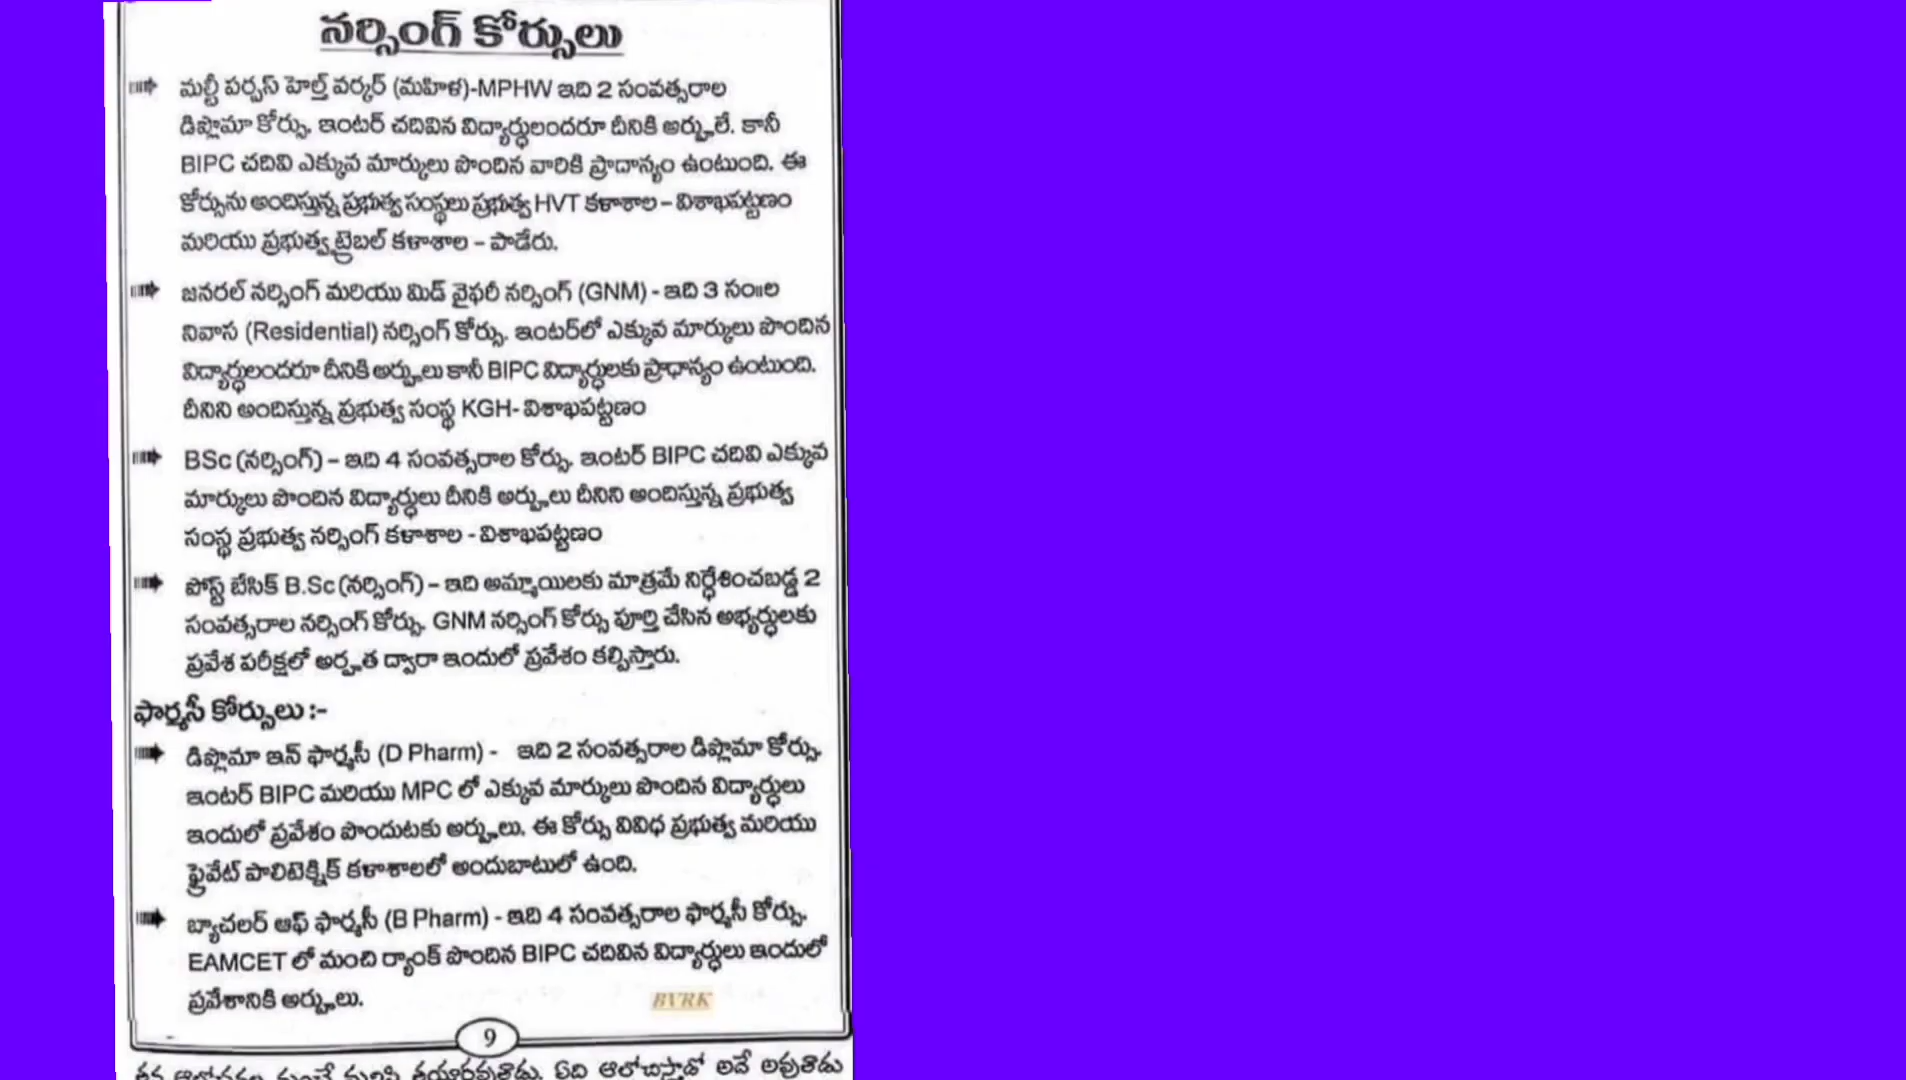 నర్సింగ్ కోర్సులు
మల్టీ పర్పస్ హెల్త్ వర్కర్ (మహిళ)-MPHW ఇది 2 సంవత్సరాల
డిప్లొమా కోర్సు. ఇంటర్ చదివిన విద్యార్థులందరూ దీనికి అర్హులే. కానీ
BIPC చదివి ఎక్కువ మార్కులు పొందిన వారికి ప్రాదాన్యం ఉంటుంది. ఈ
కోర్సును అందిస్తున్న ప్రభుత్వ సంస్థలు ప్రభుత్వ HVT కళాశాల – విశాఖపట్టణం
మరియు ప్రభుత్వ ట్రైబల్ కళాశాల – పాడేరు.
జనరల్ నర్సింగ్ మరియు మిడ్ వైఫరీ నర్సింగ్ (GNM) - ఇది 3 సం॥ల
నివాస (Residential) నర్సింగ్ కోర్సు. ఇంటర్‌లో ఎక్కువ మార్కులు పొందిన
విద్యార్థులందరూ దీనికి అర్హులు కానీ BIPC విద్యార్థులకు ప్రాధాన్యం ఉంటుంది.
దీనిని అందిస్తున్న ప్రభుత్వ సంస్థ KGH- విశాఖపట్టణం
BSc (నర్సింగ్) – ఇది 4 సంవత్సరాల కోర్సు. ఇంటర్ BIPC చదివి ఎక్కువ
మార్కులు పొందిన విద్యార్థులు దీనికి అర్హులు దీనిని అందిస్తున్న ప్రభుత్వ
సంస్థ ప్రభుత్వ నర్సింగ్ కళాశాల - విశాఖపట్టణం
పోస్ట్ బేసిక్ B.Sc (నర్సింగ్) – ఇది అమ్మాయిలకు మాత్రమే నిర్ధేశించబడ్డ 2
సంవత్సరాల నర్సింగ్ కోర్సు. GNM నర్సింగ్ కోర్సు పూర్తి చేసిన అభ్యర్థులకు
ప్రవేశ పరీక్షలో అర్హత ద్వారా ఇందులో ప్రవేశం కల్పిస్తారు.
ఫార్మసీ కోర్సులు :-
డిప్లొమా ఇన్ ఫార్మసీ (D Pharm) - ఇది 2 సంవత్సరాల డిప్లొమా కోర్సు.
ఇంటర్ BIPC మరియు MPC లో ఎక్కువ మార్కులు పొందిన విద్యార్థులు
ఇందులో ప్రవేశం పొందుటకు అర్హులు. ఈ కోర్సు వివిధ ప్రభుత్వ మరియు
ప్రైవేట్ పాలిటెక్నిక్ కళాశాలలో అందుబాటులో ఉంది.
బ్యాచలర్ ఆఫ్ ఫార్మసీ (B Pharm) - ఇది 4 సంవత్సరాల ఫార్మసీ కోర్సు.
EAMCET లో మంచి ర్యాంక్ పొందిన BIPC చదివిన విద్యార్థులు ఇందులో
ప్రవేశానికి అర్హులు.
BVRK
9
ఏది ఆలోచిస్తాడో అదే అవుతాడు